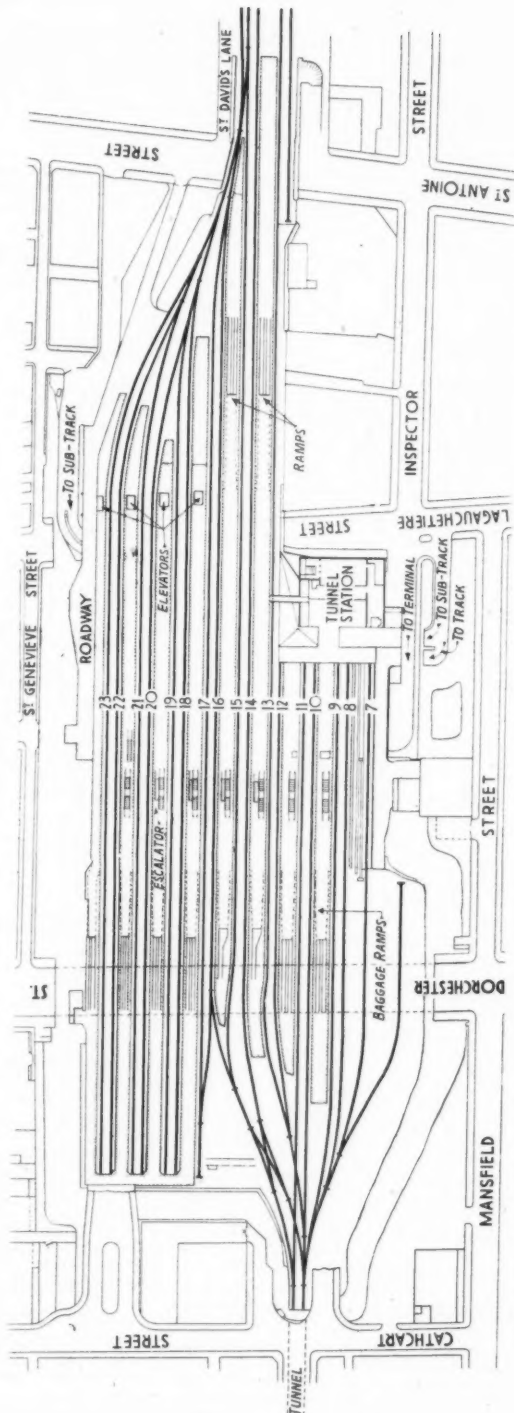 ST. DAVID'S LANE
STREET
STREET
ST ANTOINE
TO SUB-TRACK
RAMPS
INSPECTOR
ST. GENEVIEVE STREET
ROADWAY
ELEVATORS
STREET
LAGAUCHETIERE
TUNNEL
STATION
TO TERMINAL
TO SUB-TRACK
TO TRACK
23
22
21
20
19
18
17
16
15
14
13
12
11
10
9
8
7
ESCALATOR
STREET
BAGGAGE RAMPS
ST.
DORCHESTER
MANSFIELD
STREET
CATHCART
TUNNEL